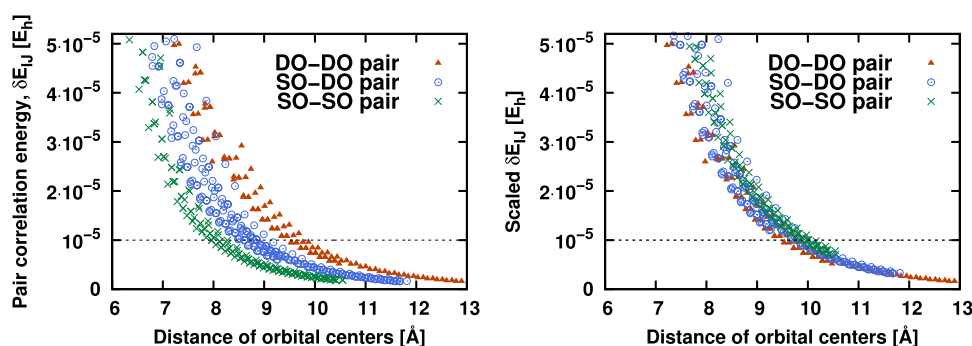 Pair correlation energy, δE_IJ [E_h]
5·10⁻⁵
4·10⁻⁵
3·10⁻⁵
2·10⁻⁵
10⁻⁵
0
DO−DO pair
SO−DO pair
SO−SO pair
6 7 8 9 10 11 12 13
Distance of orbital centers [Å]
Scaled δE_IJ [E_h]
5·10⁻⁵
4·10⁻⁵
3·10⁻⁵
2·10⁻⁵
10⁻⁵
0
DO−DO pair
SO−DO pair
SO−SO pair
6 7 8 9 10 11 12 13
Distance of orbital centers [Å]